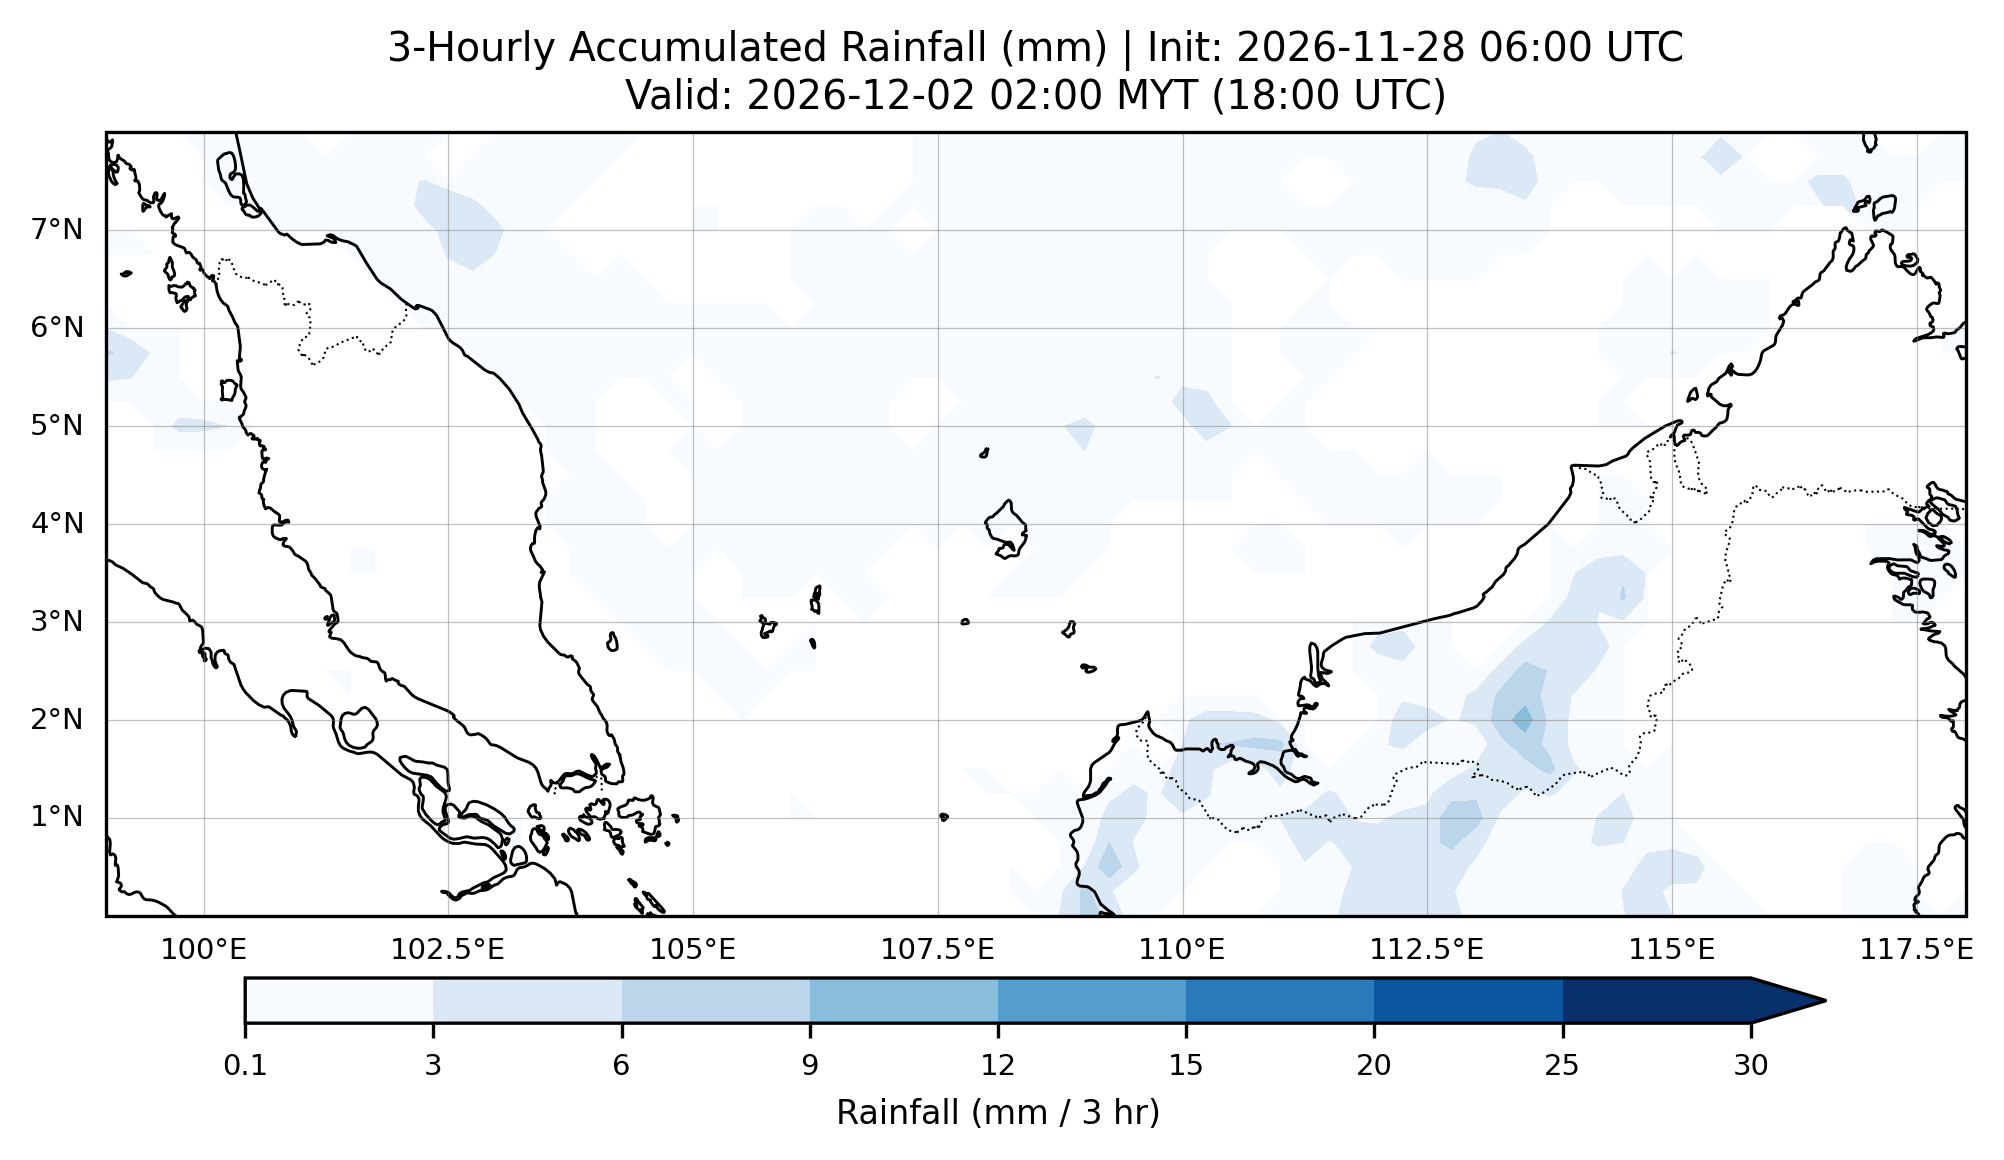 3-Hourly Accumulated Rainfall (mm) | Init: 2026-11-28 06:00 UTC
Valid: 2026-12-02 02:00 MYT (18:00 UTC)
7°N
6°N
5°N
4°N
3°N
2°N
1°N
100°E 102.5°E 105°E 107.5°E 110°E 112.5°E 115°E 117.5°E
0.1 3 6 9 12 15 20 25 30
Rainfall (mm / 3 hr)